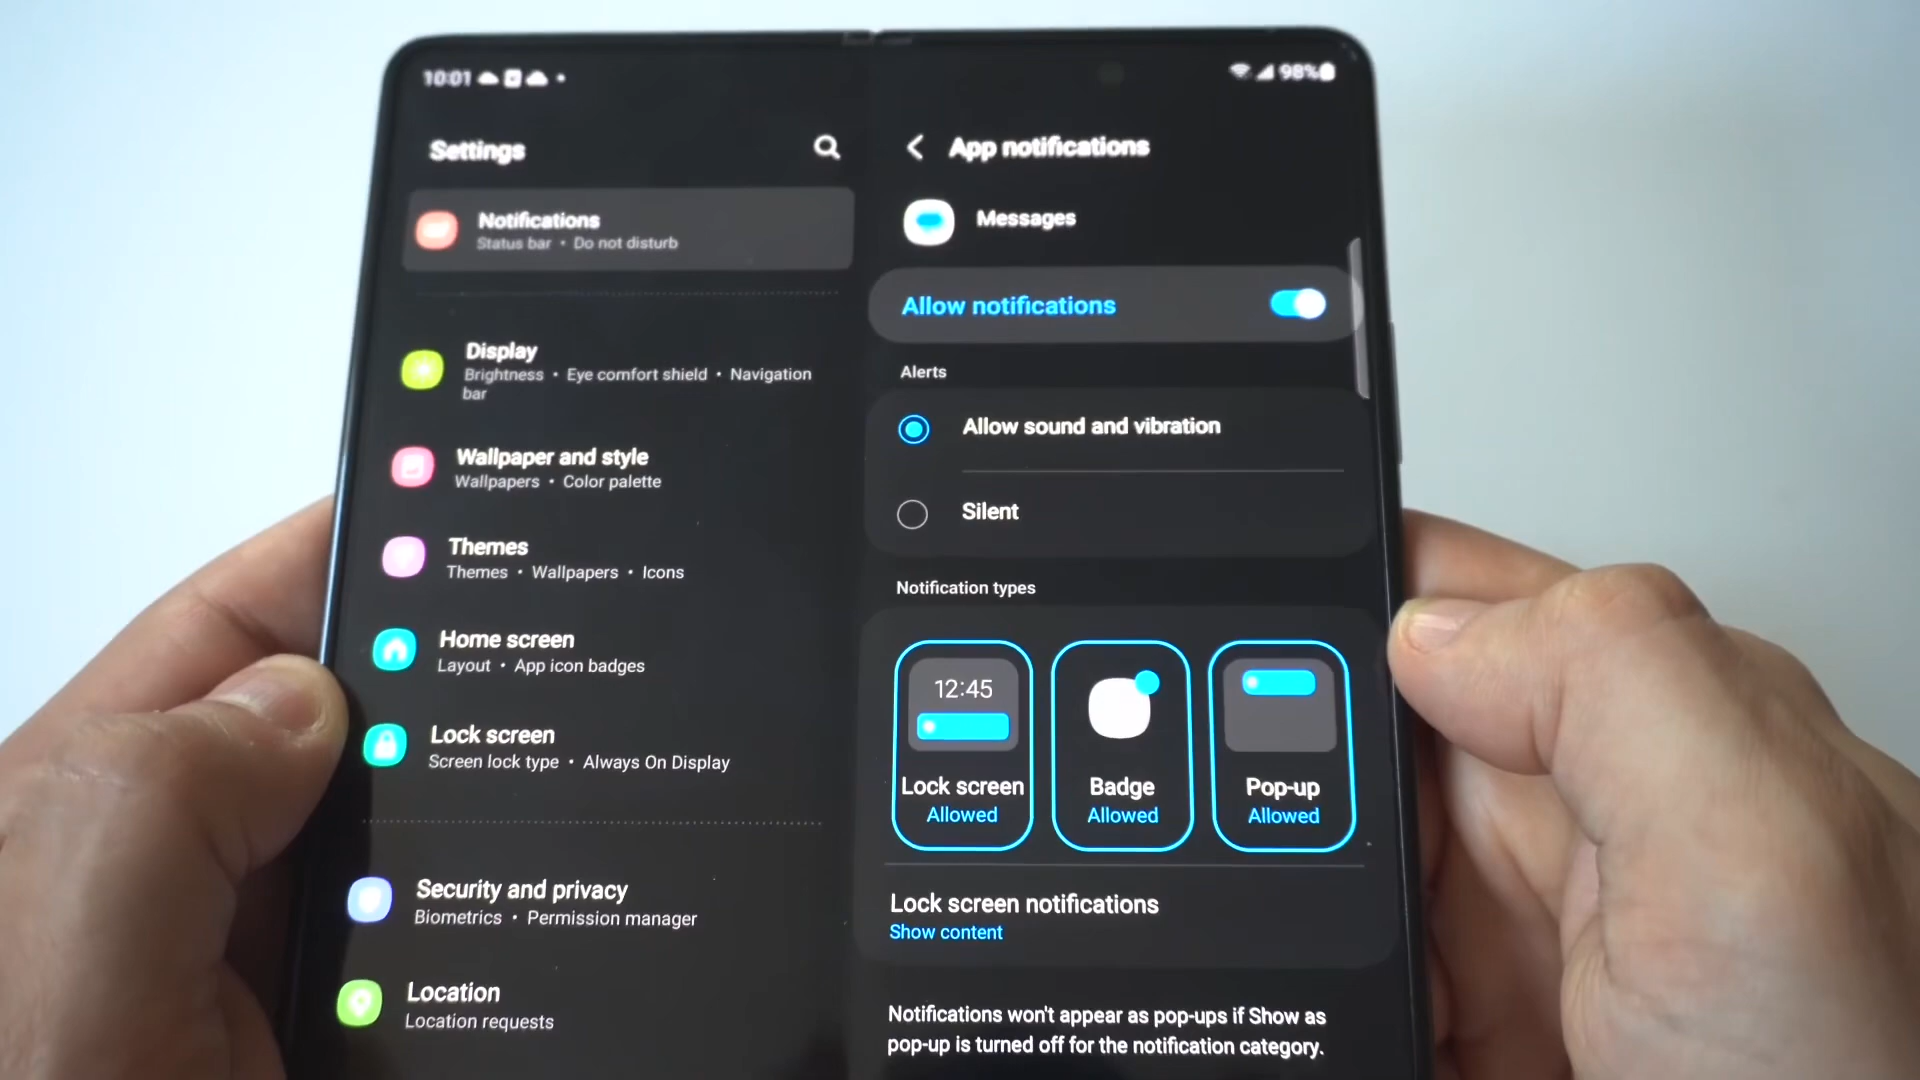 10:01
98%
Settings
Notifications
Status bar • Do not disturb
Display
Brightness • Eye comfort shield • Navigation
bar
Wallpaper and style
Wallpapers • Color palette
Themes
Themes • Wallpapers • Icons
Home screen
Layout • App icon badges
Lock screen
Screen lock type • Always On Display
Security and privacy
Biometrics • Permission manager
Location
Location requests
App notifications
Messages
Allow notifications
Alerts
Allow sound and vibration
Silent
Notification types
12:45
Lock screen
Allowed
Badge
Allowed
Pop-up
Allowed
Lock screen notifications
Show content
Notifications won't appear as pop-ups if Show as
pop-up is turned off for the notification category.